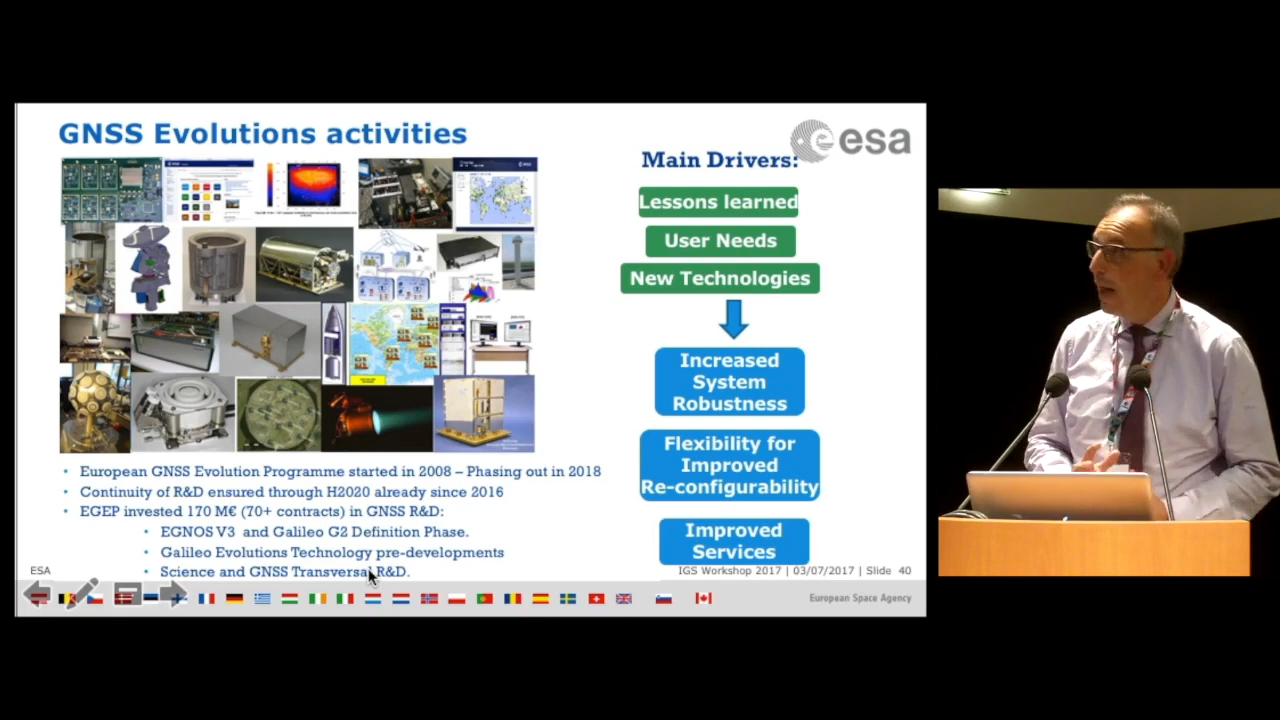 GNSS Evolutions activities
esa
Main Drivers:
Lessons learned
User Needs
New Technologies
Increased
System
Robustness
Flexibility for
Improved
Re-configurability
Improved
Services
• European GNSS Evolution Programme started in 2008 – Phasing out in 2018
• Continuity of R&D ensured through H2020 already since 2016
• EGEP invested 170 M€ (70+ contracts) in GNSS R&D:
• EGNOS V3 and Galileo G2 Definition Phase.
• Galileo Evolutions Technology pre-developments
• Science and GNSS Transversal R&D.
ESA
IGS Workshop 2017 | 03/07/2017 | Slide 40
European Space Agency